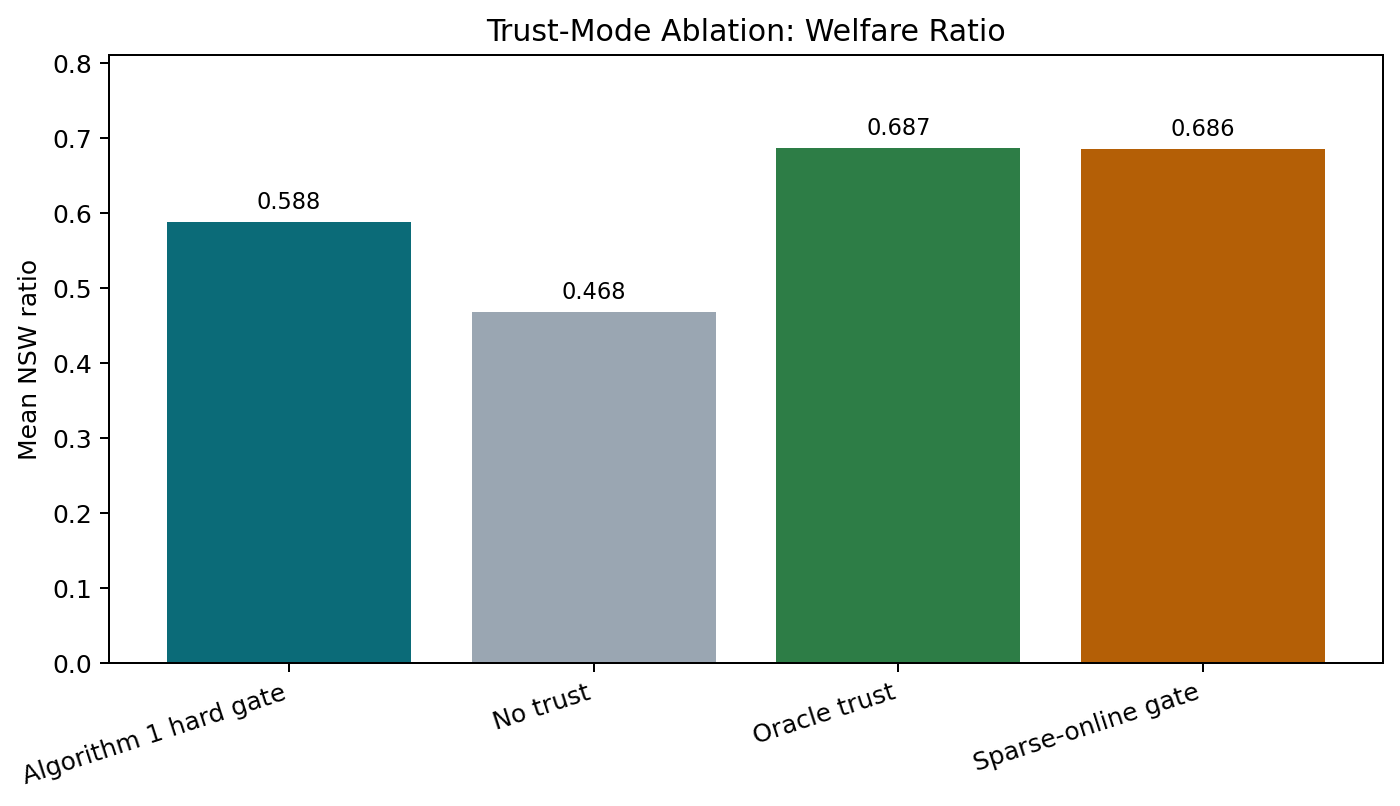 Trust-Mode Ablation: Welfare Ratio
Mean NSW ratio
0.8
0.7
0.6
0.5
0.4
0.3
0.2
0.1
0.0
0.588
0.468
0.687
0.686
Algorithm 1 hard gate
No trust
Oracle trust
Sparse-online gate